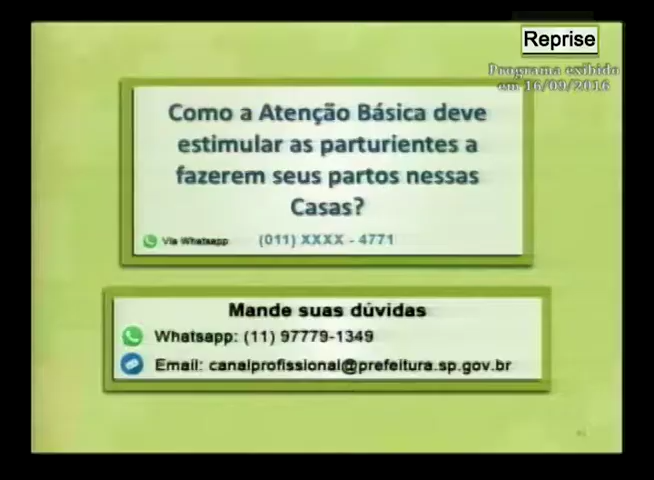 Reprise
Programa exibido
em 16/09/2016
Como a Atenção Básica deve
estimular as parturientes a
fazerem seus partos nessas
Casas?
Via Whatsapp (011) XXXX - 4771
Mande suas dúvidas
Whatsapp: (11) 97779-1349
Email: canalprofissional@prefeitura.sp.gov.br